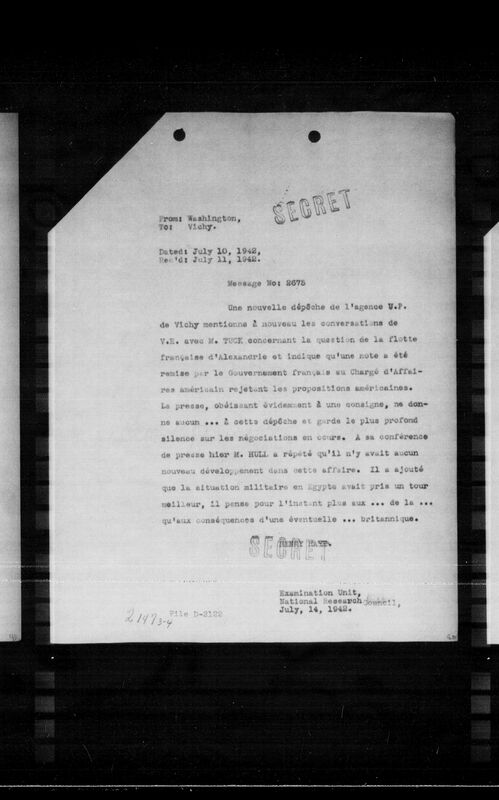 SECRET
From: Washington,
To: Vichy.
Dated: July 10, 1942,
Rec'd: July 11, 1942.
Message No: 2675
Une nouvelle dépêche de l'agence U.P.
de Vichy mentionne à nouveau les conversations de
V.E. avec M. TUCK concernant la question de la flotte
française d'Alexandrie et indique qu'une note a été
remise par le Gouvernement français au Chargé d'Affai-
res américain rejetant les propositions américaines.
La presse, obéissant évidemment à une consigne, ne don-
ne aucun ... à cette dépêche et garde le plus profond
silence sur les négociations en cours. A sa conférence
de presse hier M. HULL a répété qu'il n'y avait aucun
nouveau développement dans cette affaire. Il a ajouté
que la situation militaire en Egypte avait pris un tour
meilleur, il pense pour l'instant plus aux ... de la ...
qu'aux conséquences d'une éventuelle ... britannique.
HENRY HAYE.
SECRET
Examination Unit,
National Research Council,
July, 14, 1942.
21473-4
File D-2122